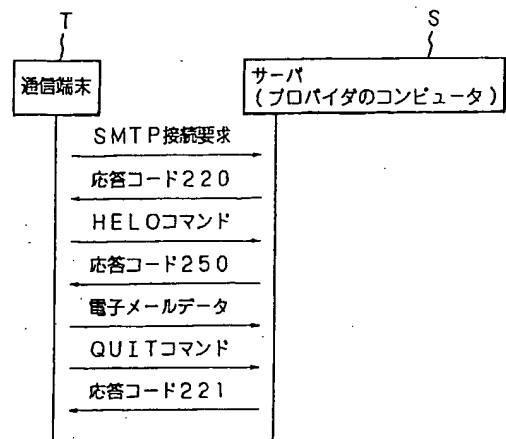 T
S
通信端末
サーバ
(プロバイダのコンピュータ)
SMTP接続要求
応答コード220
HELOコマンド
応答コード250
電子メールデータ
QUITコマンド
応答コード221